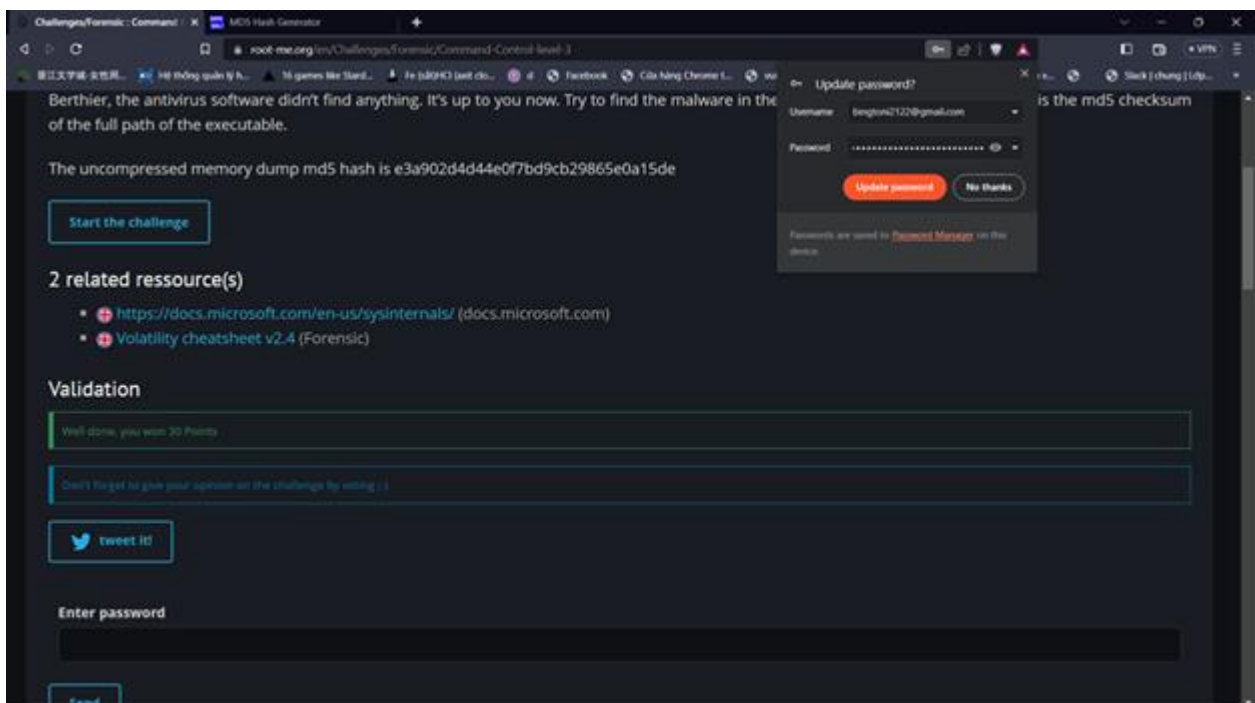 Challenges/Forensic : Command
MD5 Hash Generator
root-me.org/en/Challenges/Forensic/Command-Control-level-3
VPN
Facebook
Berthier, the antivirus software didn't find anything. It's up to you now. Try to find the malware in the
is the md5 checksum
of the full path of the executable.
The uncompressed memory dump md5 hash is e3a902d4d44e0f7bd9cb29865e0a15de
Start the challenge
2 related ressource(s)
https://docs.microsoft.com/en-us/sysinternals/ (docs.microsoft.com)
Volatility cheatsheet v2.4 (Forensic)
Validation
Well done, you won 30 Points
Don't forget to give your opinion on the challenge by voting ;-)
tweet it!
Enter password
Send
Update password?
Username
bingtoni2122@gmail.com
Password
Update password
No thanks
Passwords are saved to Password Manager on this
device.